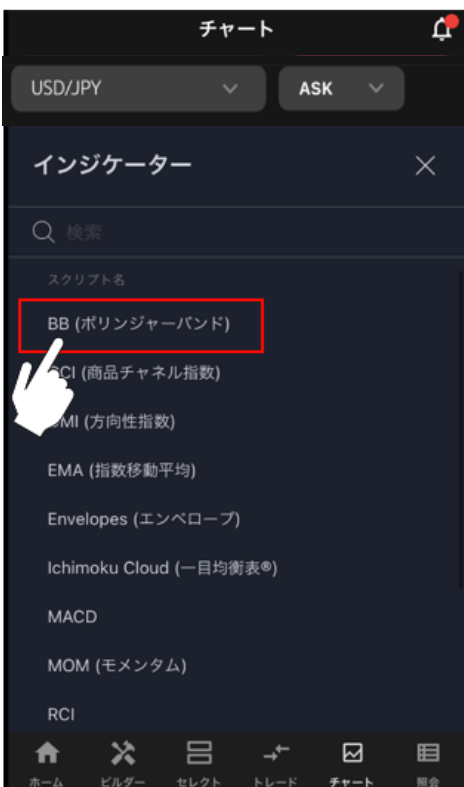 チャート
USD/JPY
ASK
インジケーター
検索
スクリプト名
BB (ボリンジャーバンド)
CCI (商品チャネル指数)
DMI (方向性指数)
EMA (指数移動平均)
Envelopes (エンベロープ)
Ichimoku Cloud (一目均衡表®)
MACD
MOM (モメンタム)
RCI
ホーム ビルダー セレクト トレード チャート 照会